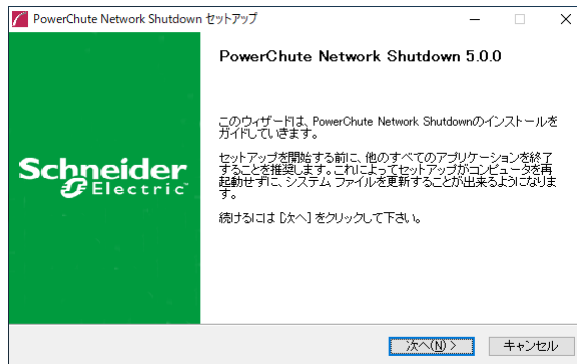 PowerChute Network Shutdown セットアップ
PowerChute Network Shutdown 5.0.0
このウィザードは、PowerChute Network Shutdownのインストールを
ガイドしていきます。
セットアップを開始する前に、他のすべてのアプリケーションを終了
することを推奨します。これによってセットアップがコンピュータを再
起動せずに、システム ファイルを更新することが出来るようになりま
す。
続けるには [次へ] をクリックして下さい。
Schneider
Electric
次へ(N) >
キャンセル